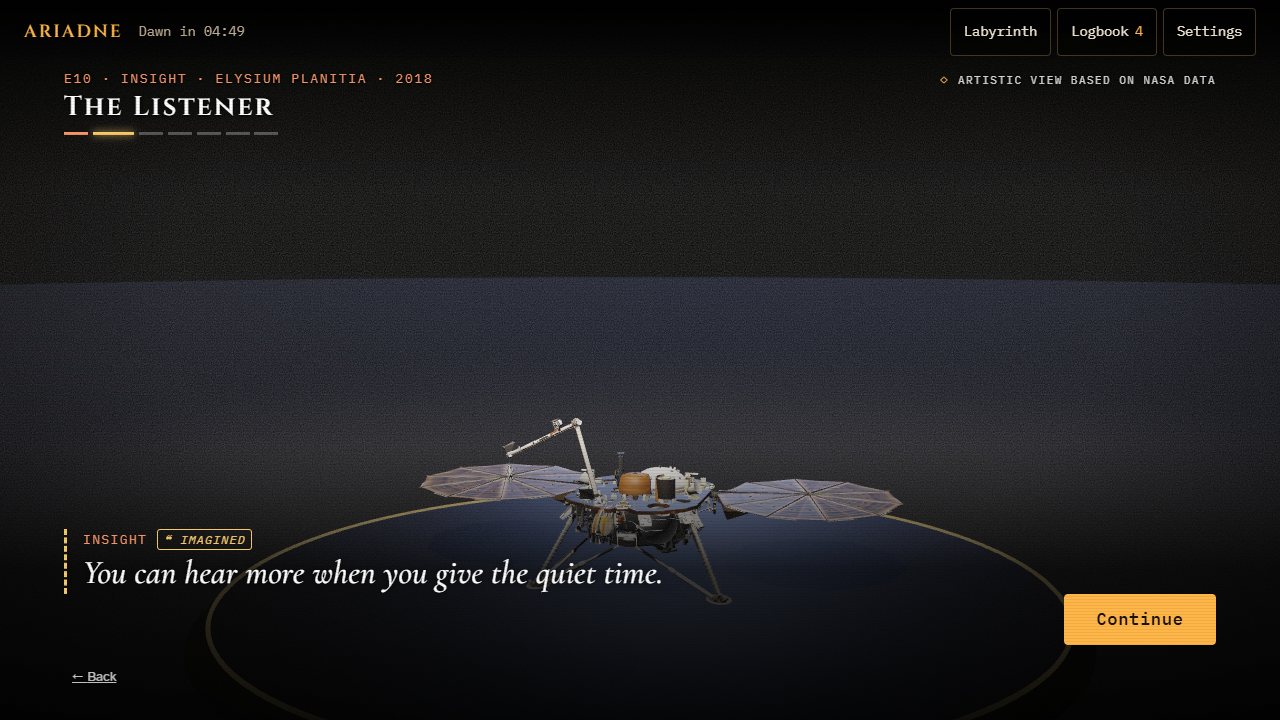 ARIADNE Dawn in 04:49 Labyrinth Logbook 4 Settings
E10 · INSIGHT · ELYSIUM PLANITIA · 2018
◇ ARTISTIC VIEW BASED ON NASA DATA
The Listener
INSIGHT ❝ IMAGINED
You can hear more when you give the quiet time.
Continue
← Back